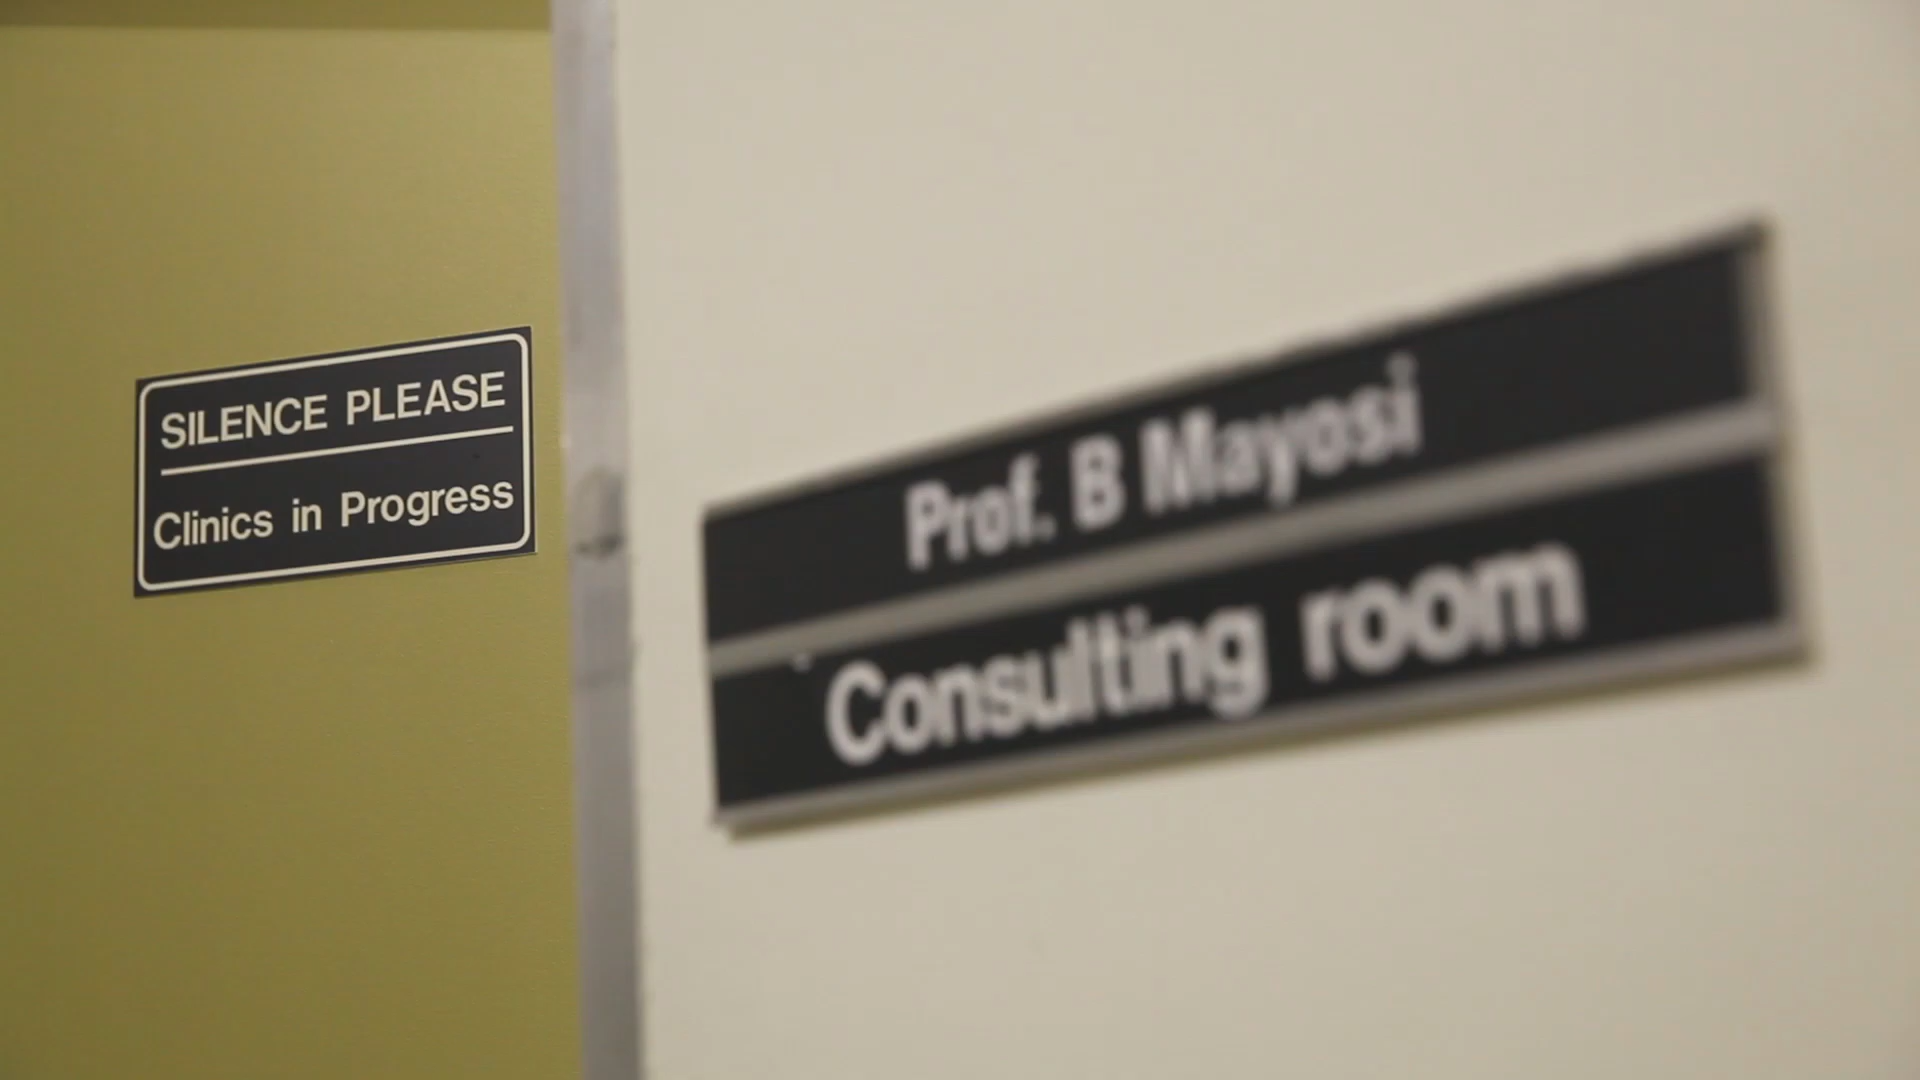 SILENCE PLEASE
Clinics in Progress
Prof. B Mayosi
Consulting room